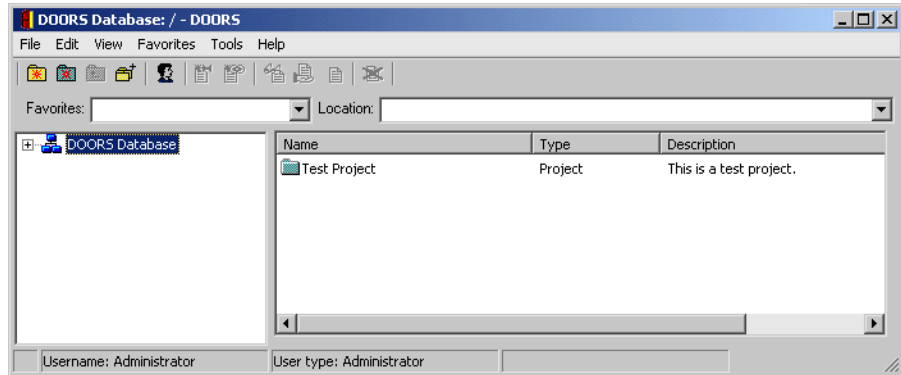 DOORS Database: / - DOORS
File Edit View Favorites Tools Help
Favorites: Location:
DOORS Database
Name Type Description
Test Project Project This is a test project.
Username: Administrator User type: Administrator